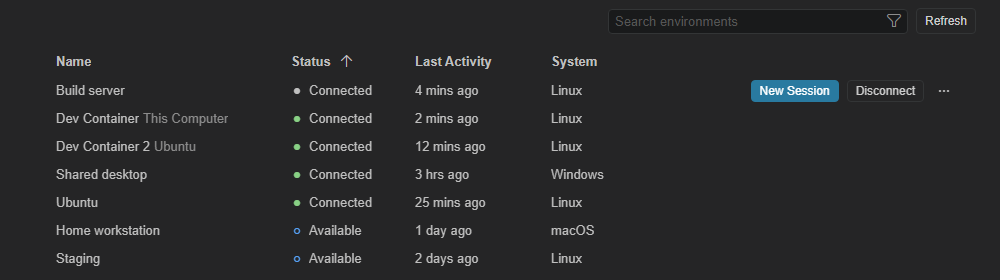 Search environments Refresh
Name Status Last Activity System
Build server Connected 4 mins ago Linux New Session Disconnect ...
Dev Container This Computer Connected 2 mins ago Linux
Dev Container 2 Ubuntu Connected 12 mins ago Linux
Shared desktop Connected 3 hrs ago Windows
Ubuntu Connected 25 mins ago Linux
Home workstation Available 1 day ago macOS
Staging Available 2 days ago Linux